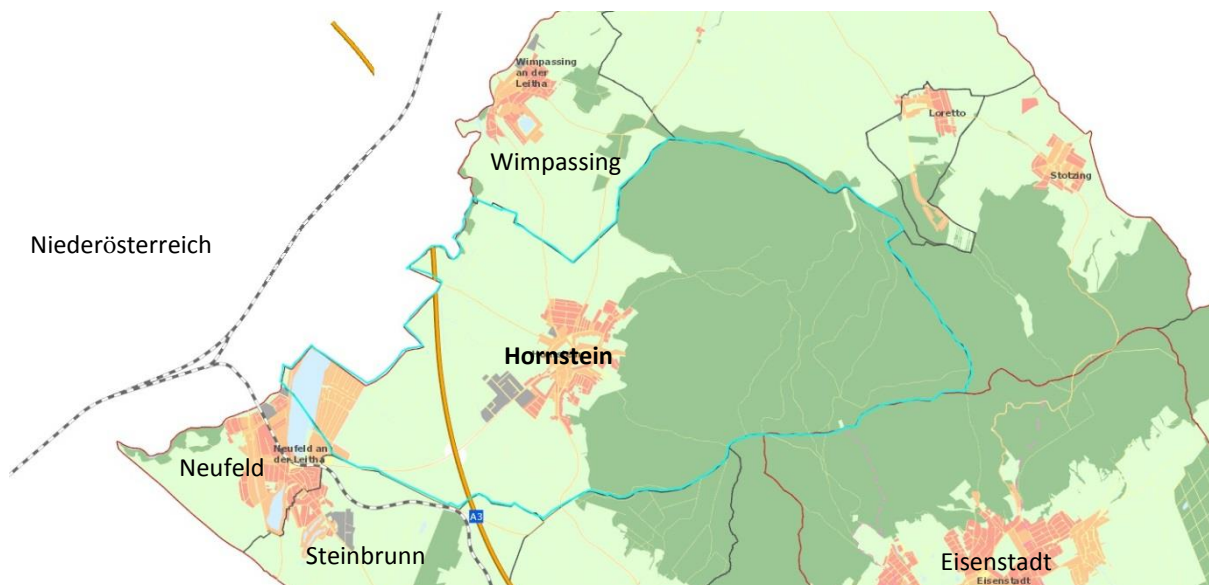 Wimpassing
an der
Leitha
Loretto
Wimpassing
Stotzing
Niederösterreich
Hornstein
Neufeld an
der Leitha
Neufeld
A3
Steinbrunn
Eisenstadt
Eisenstadt